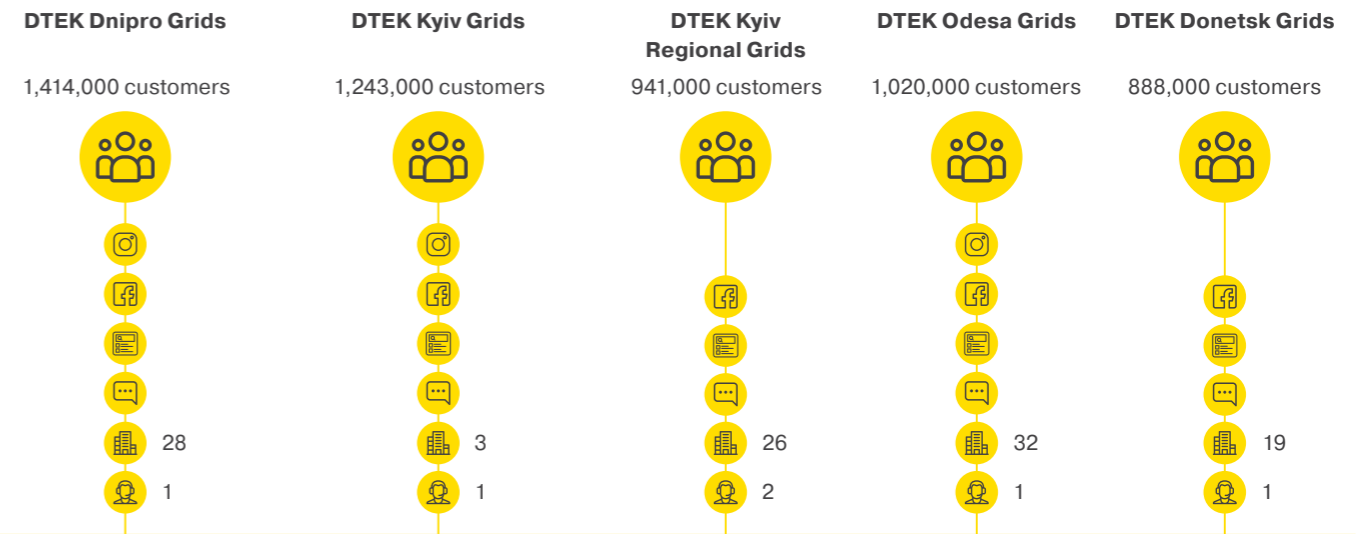 DTEK Dnipro Grids
1,414,000 customers
28
1
DTEK Kyiv Grids
1,243,000 customers
3
1
DTEK Kyiv
Regional Grids
941,000 customers
26
2
DTEK Odesa Grids
1,020,000 customers
32
1
DTEK Donetsk Grids
888,000 customers
19
1